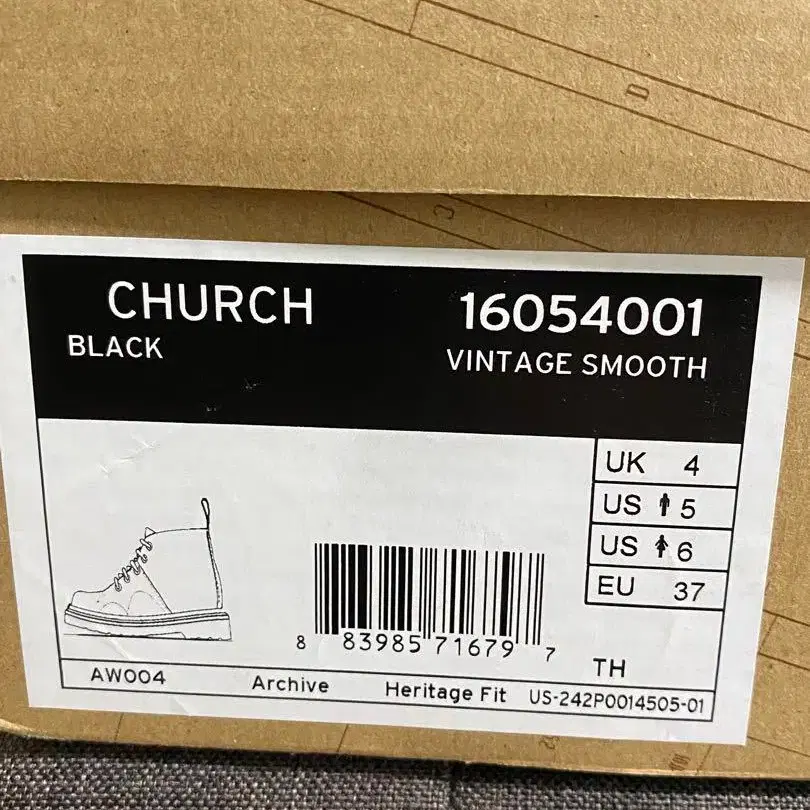 D
C
CHURCH 16054001
BLACK VINTAGE SMOOTH
UK 4
US 5
US 6
EU 37
8 83985 71679 7
TH
AW004 Archive Heritage Fit US-242P0014505-01